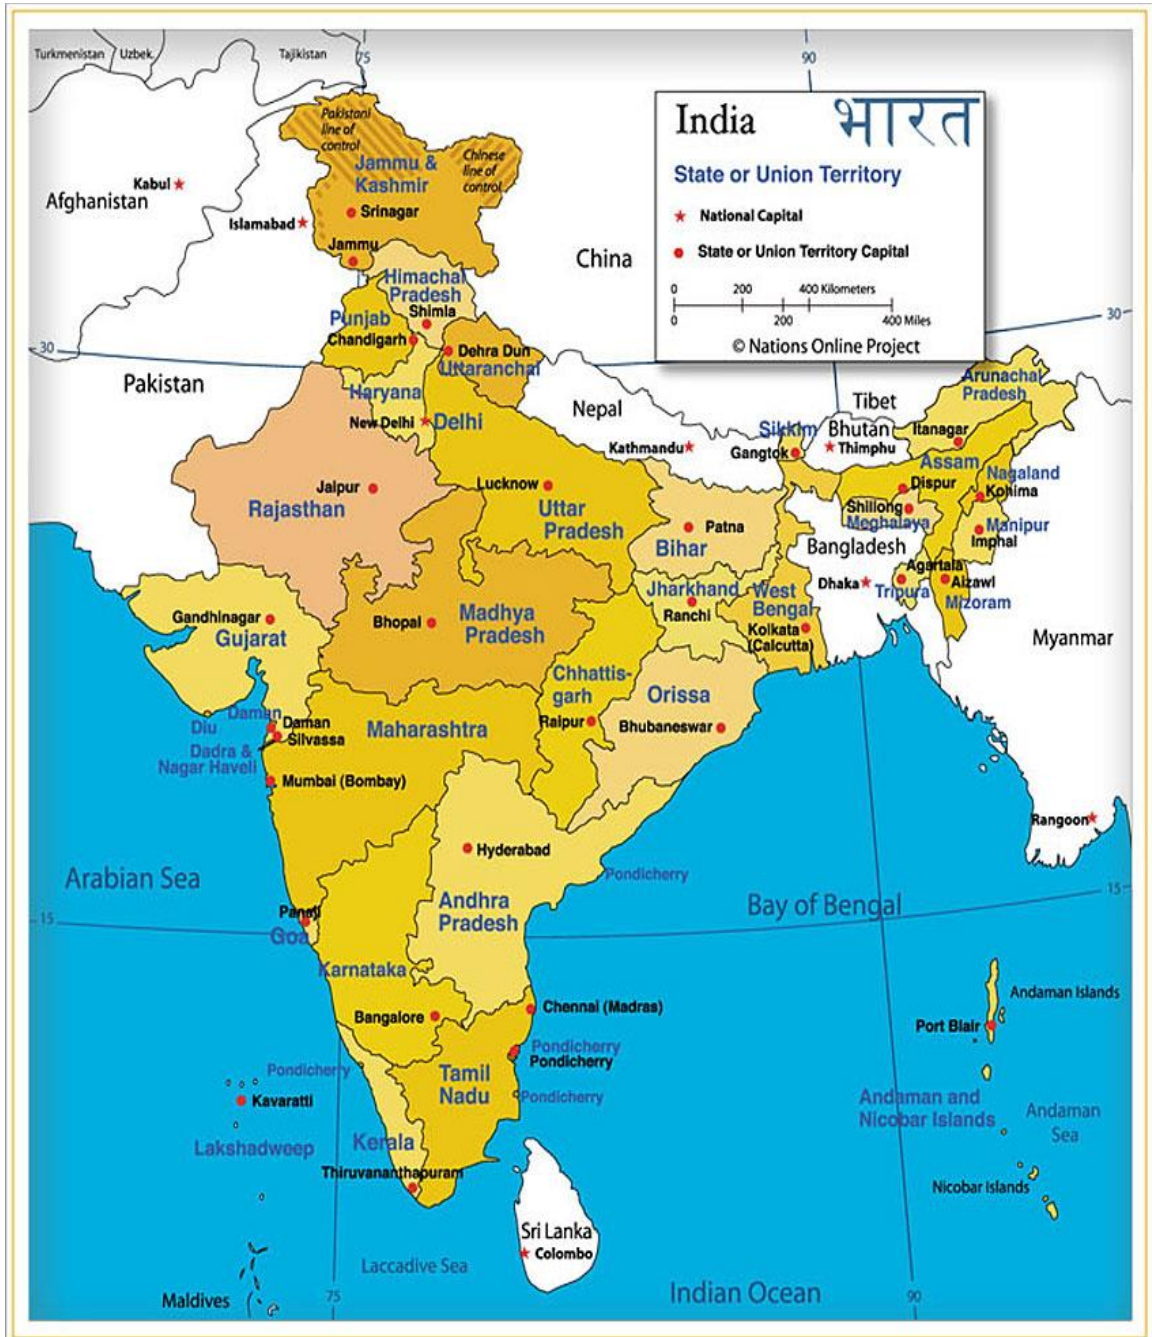 Turkmenistan
Uzbek.
Tajikistan
75
90
Pakistani
line of
control
Chinese
line of
control
Jammu &
Kashmir
Srinagar
Jammu
Kabul
Afghanistan
Islamabad
India
भारत
State or Union Territory
National Capital
State or Union Territory Capital
0
200
400 Kilometers
0
200
400 Miles
© Nations Online Project
China
Himachal
Pradesh
Shimla
Punjab
Chandigarh
30
30
Dehra Dun
Uttaranchal
Pakistan
Haryana
New Delhi
Delhi
Nepal
Kathmandu
Tibet
Arunachal
Pradesh
Sikkim
Gangtok
Bhutan
Thimphu
Itanagar
Assam
Dispur
Nagaland
Kohima
Shillong
Meghalaya
Manipur
Imphal
Jaipur
Rajasthan
Lucknow
Uttar
Pradesh
Patna
Bihar
Bangladesh
Dhaka
Agartala
Tripura
Aizawl
Mizoram
Gandhinagar
Gujarat
Bhopal
Madhya
Pradesh
Jharkhand
Ranchi
West
Bengal
Kolkata
(Calcutta)
Myanmar
Chhattis-
garh
Raipur
Orissa
Bhubaneswar
Daman
Diu
Daman
Silvassa
Dadra &
Nagar Haveli
Maharashtra
Mumbai (Bombay)
Rangoon
Hyderabad
Arabian Sea
Pondicherry
Andhra
Pradesh
Bay of Bengal
15
15
Panaji
Goa
Karnataka
Andaman Islands
Bangalore
Chennai (Madras)
Port Blair
Pondicherry
Pondicherry
Pondicherry
Tamil
Nadu
Pondicherry
Kavaratti
Andaman and
Nicobar Islands
Andaman
Sea
Lakshadweep
Kerala
Thiruvananthapuram
Nicobar Islands
Sri Lanka
Colombo
Laccadive Sea
Indian Ocean
Maldives
75
90